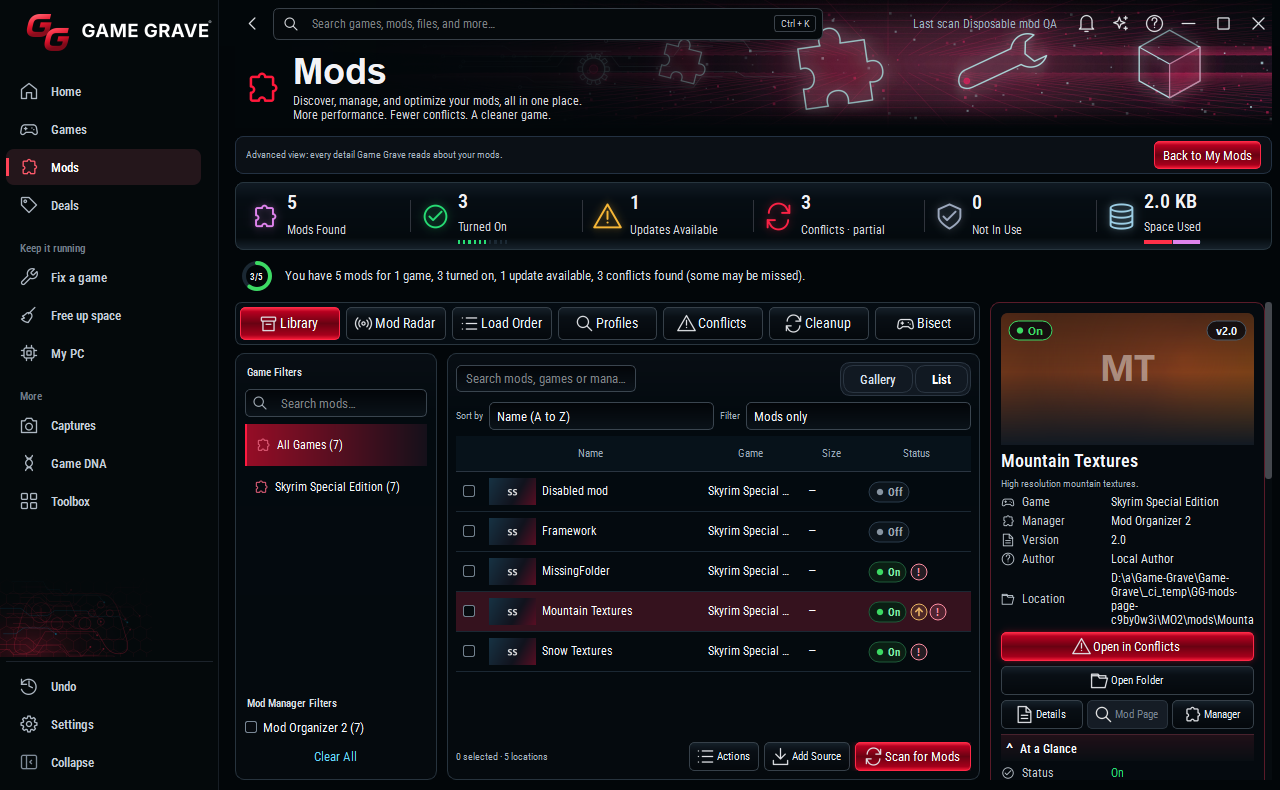 GAME GRAVE
Search games, mods, files, and more...
Ctrl + K
Last scan Disposable mod QA
Mods
Discover, manage, and optimize your mods, all in one place.
More performance. Fewer conflicts. A cleaner game.
Home
Games
Mods
Deals
Keep it running
Fix a game
Free up space
My PC
More
Captures
Game DNA
Toolbox
Undo
Settings
Collapse
Advanced view: every detail Game Grave reads about your mods.
Back to My Mods
5
Mods Found
3
Turned On
1
Updates Available
3
Conflicts · partial
0
Not In Use
2.0 KB
Space Used
3/5
You have 5 mods for 1 game, 3 turned on, 1 update available, 3 conflicts found (some may be missed).
Library
Mod Radar
Load Order
Profiles
Conflicts
Cleanup
Bisect
Game Filters
Search mods...
All Games (7)
Skyrim Special Edition (7)
Mod Manager Filters
Mod Organizer 2 (7)
Clear All
Search mods, games or mana...
Gallery
List
Sort by
Name (A to Z)
Filter
Mods only
Name Game Size Status
SS Disabled mod Skyrim Special ... — Off
SS Framework Skyrim Special ... — Off
SS MissingFolder Skyrim Special ... — On !
SS Mountain Textures Skyrim Special ... — On !
SS Snow Textures Skyrim Special ... — On !
0 selected · 5 locations
Actions
Add Source
Scan for Mods
On
v2.0
MT
Mountain Textures
High resolution mountain textures.
Game Skyrim Special Edition
Manager Mod Organizer 2
Version 2.0
Author Local Author
Location D:\a\Game-Grave\Game-
Grave\_ci_temp\GG-mods-
page-
c9by0w3i\MO2\mods\Mounta
Open in Conflicts
Open Folder
Details
Mod Page
Manager
^ At a Glance
Status On